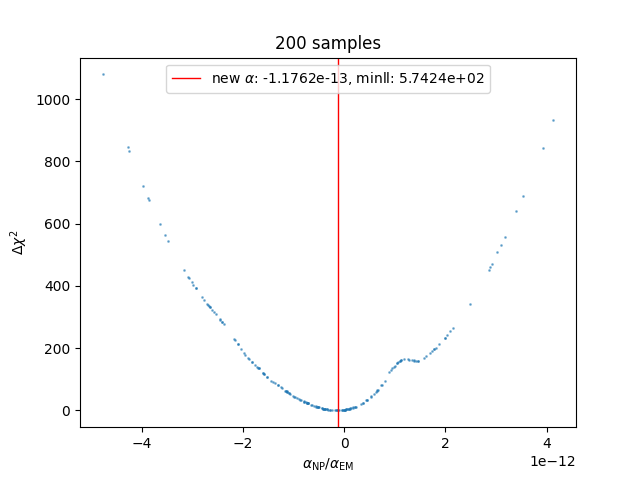 200 samples
new α: -1.1762e-13, minll: 5.7424e+02
1000
800
600
400
200
0
Δχ²
−4
−2
0
2
4
1e−12
α_NP/α_EM